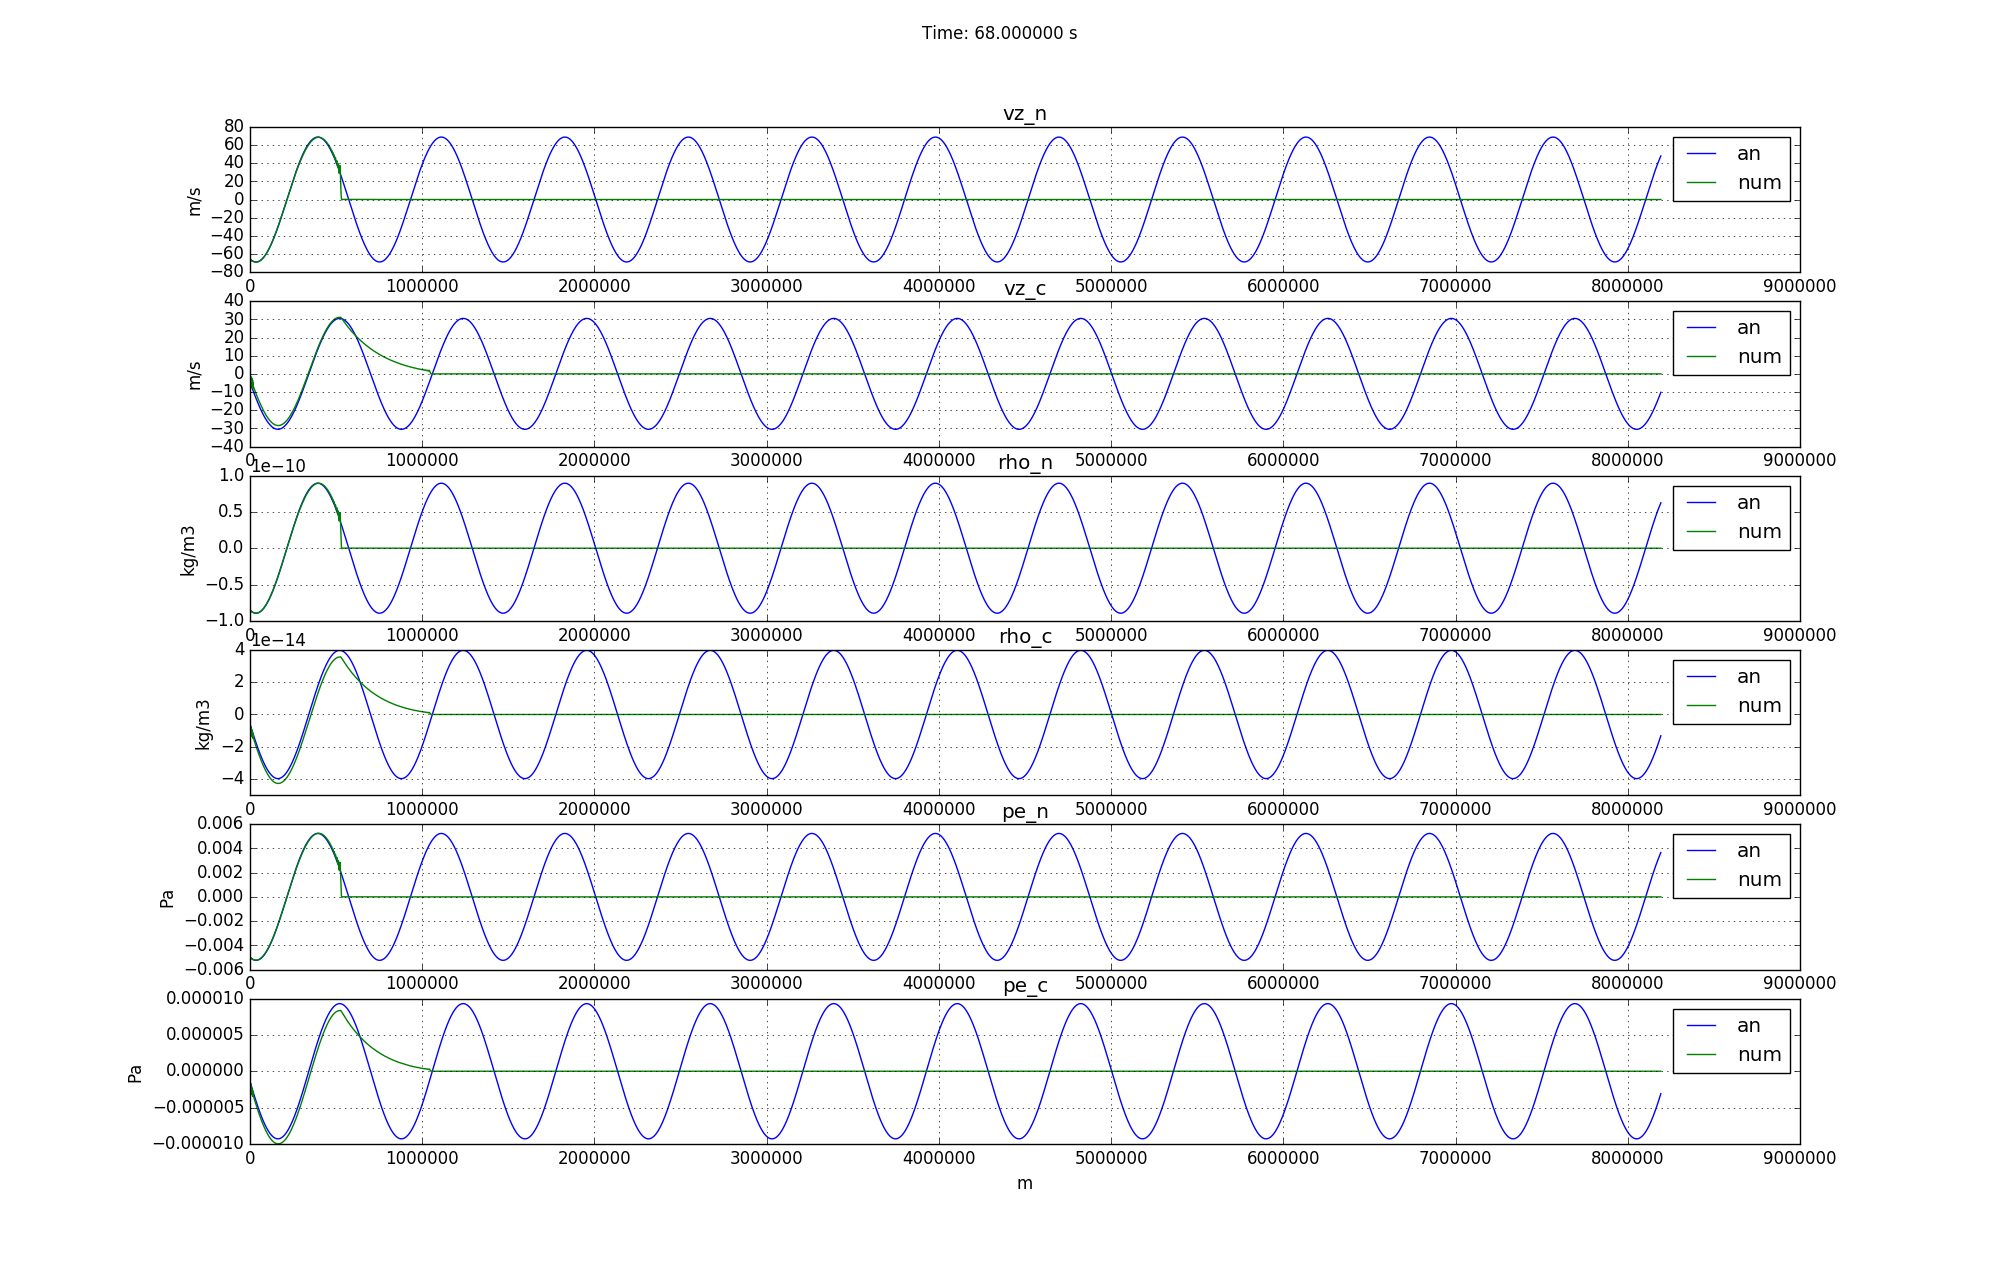 Time: 68.000000 s
vz_n
80
60
40
20
0
−20
−40
−60
−80
m/s
an
num
0 1000000 2000000 3000000 4000000 5000000 6000000 7000000 8000000 9000000
vz_c
40
30
20
10
0
−10
−20
−30
−40
m/s
an
num
0 1000000 2000000 3000000 4000000 5000000 6000000 7000000 8000000 9000000
1e−10
rho_n
1.0
0.5
0.0
−0.5
−1.0
kg/m3
an
num
0 1000000 2000000 3000000 4000000 5000000 6000000 7000000 8000000 9000000
1e−14
rho_c
4
2
0
−2
−4
kg/m3
an
num
0 1000000 2000000 3000000 4000000 5000000 6000000 7000000 8000000 9000000
pe_n
0.006
0.004
0.002
0.000
−0.002
−0.004
−0.006
Pa
an
num
0 1000000 2000000 3000000 4000000 5000000 6000000 7000000 8000000 9000000
pe_c
0.000010
0.000005
0.000000
−0.000005
−0.000010
Pa
an
num
0 1000000 2000000 3000000 4000000 5000000 6000000 7000000 8000000 9000000
m